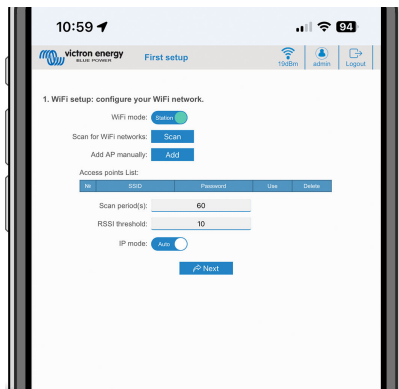 10:59 94
victron energy
BLUE POWER
First setup
19dBm admin Logout
1. WiFi setup: configure your WiFi network.
WiFi mode: Station
Scan for WiFi networks: Scan
Add AP manually: Add
Access points List:
№ SSID Password Use Delete
Scan period(s): 60
RSSI threshold: 10
IP mode: Auto
Next